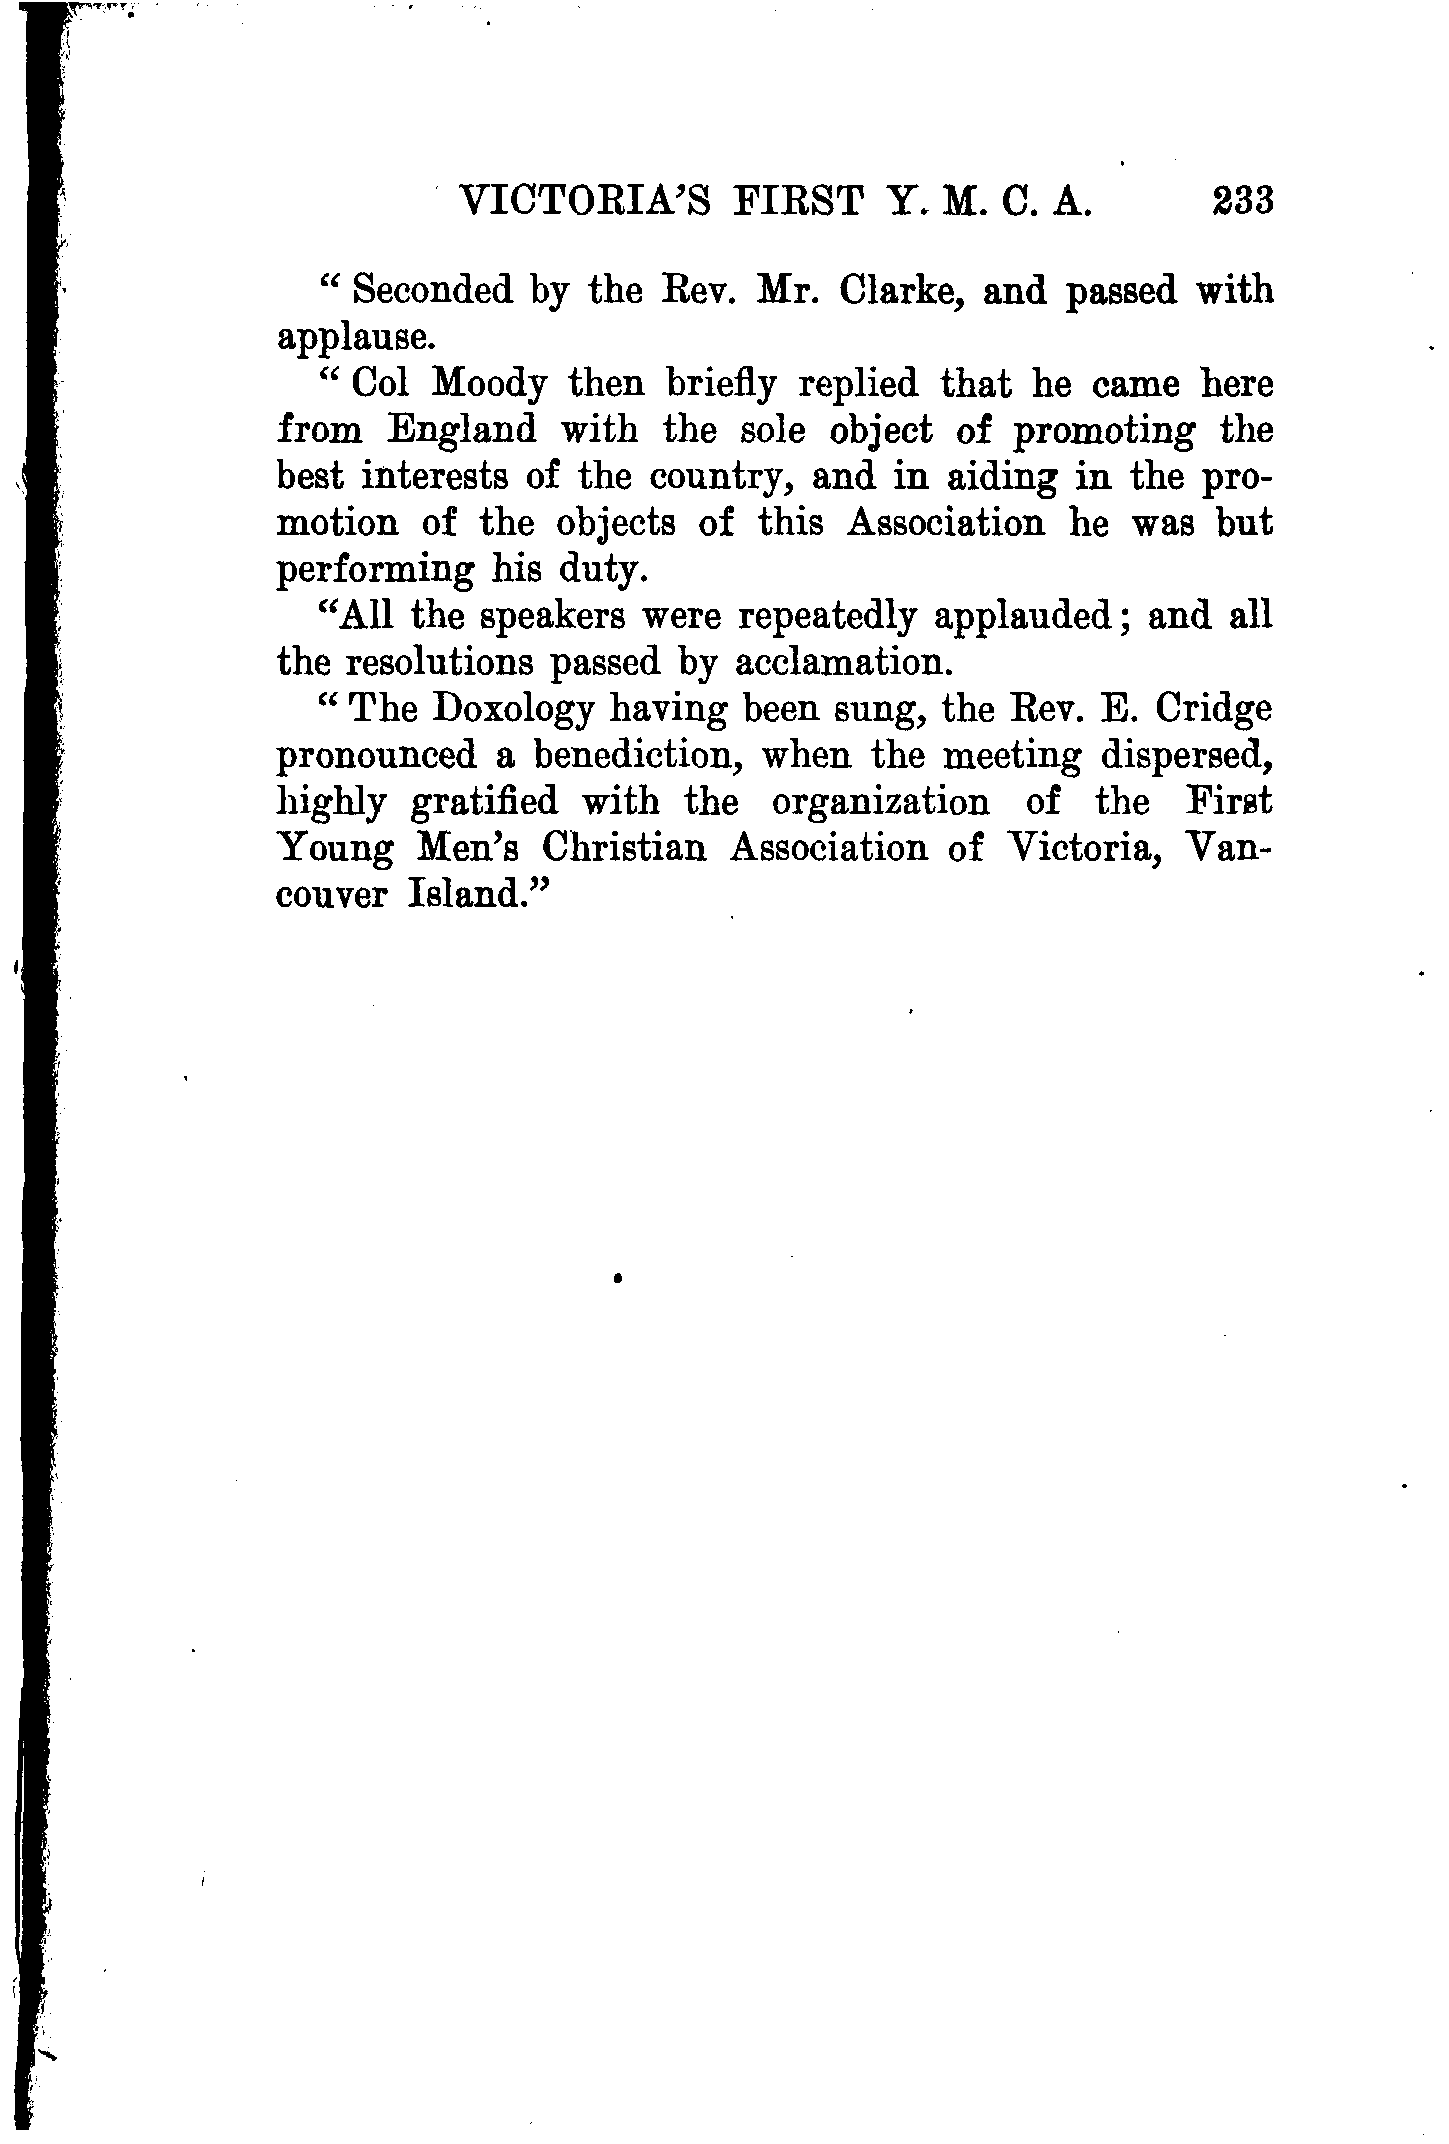 VICTORIA'S FIRST Y. M. C. A. 233
“ Seconded by the Rev. Mr. Clarke, and passed with
applause.
“ Col Moody then briefly replied that he came here
from England with the sole object of promoting the
best interests of the country, and in aiding in the pro-
motion of the objects of this Association he was but
performing his duty.
“All the speakers were repeatedly applauded; and all
the resolutions passed by acclamation.
“ The Doxology having been sung, the Rev. E. Cridge
pronounced a benediction, when the meeting dispersed,
highly gratified with the organization of the First
Young Men's Christian Association of Victoria, Van-
couver Island.”